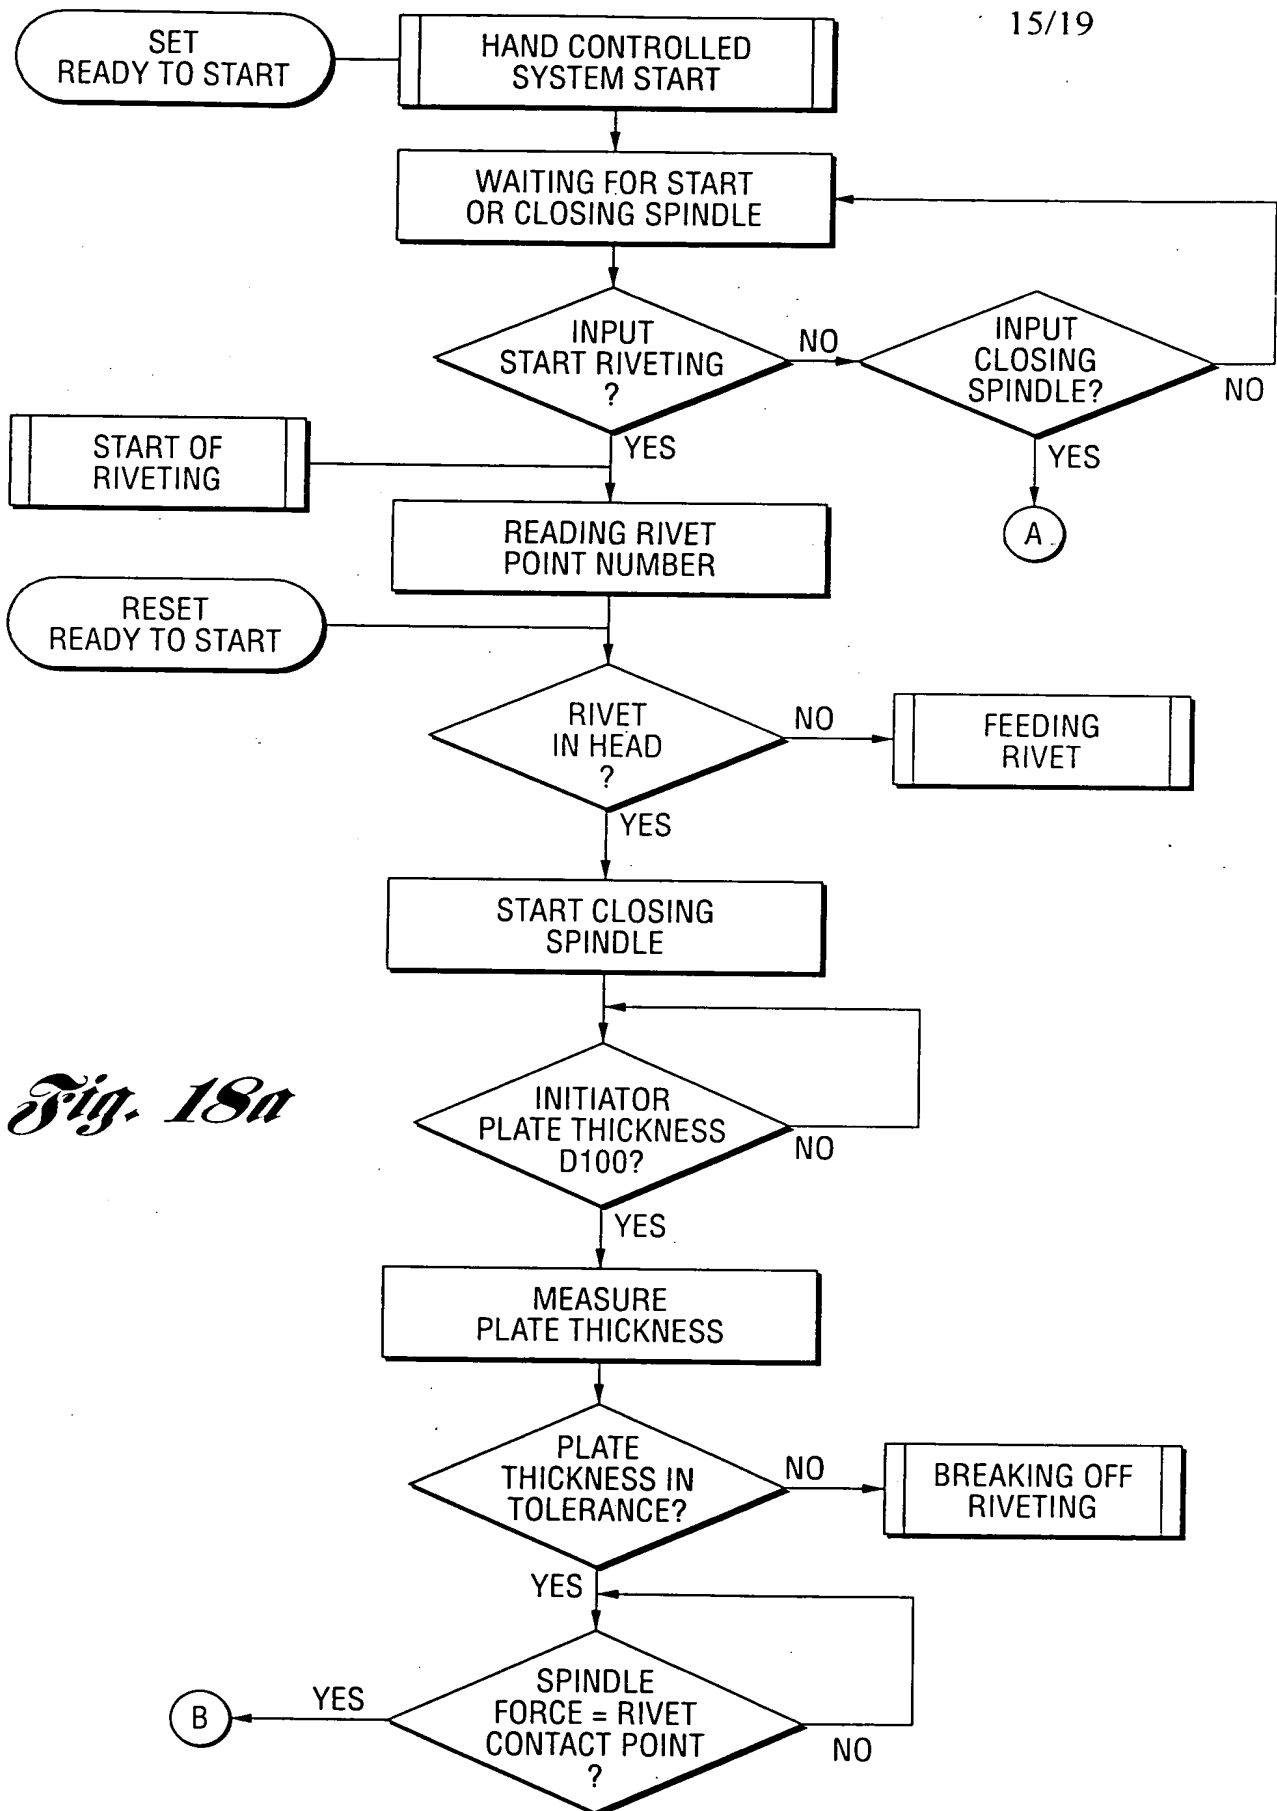 15/19
SET
READY TO START
HAND CONTROLLED
SYSTEM START
WAITING FOR START
OR CLOSING SPINDLE
INPUT
START RIVETING
?
NO
INPUT
CLOSING
SPINDLE?
NO
YES
YES
A
START OF
RIVETING
READING RIVET
POINT NUMBER
RESET
READY TO START
RIVET
IN HEAD
?
NO
FEEDING
RIVET
YES
START CLOSING
SPINDLE
Fig. 18a
INITIATOR
PLATE THICKNESS
D100?
NO
YES
MEASURE
PLATE THICKNESS
PLATE
THICKNESS IN
TOLERANCE?
NO
BREAKING OFF
RIVETING
YES
SPINDLE
FORCE = RIVET
CONTACT POINT
?
YES
B
NO